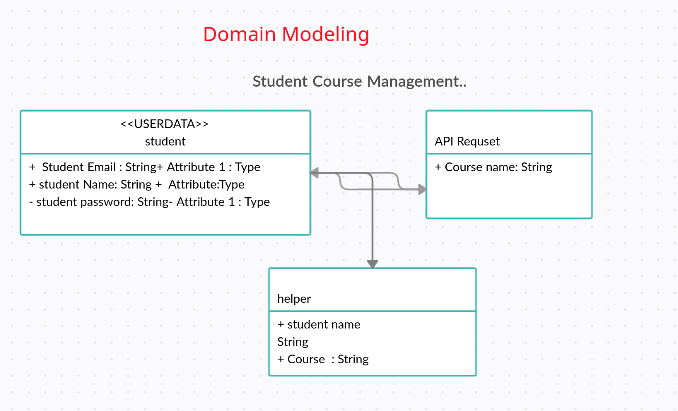 Domain Modeling
Student Course Management..
<<USERDATA>>
student
+  Student Email : String+ Attribute 1 : Type
+ student Name: String +  Attribute:Type
- student password: String- Attribute 1 : Type
API Requset
+ Course name: String
helper
+ student name
String
+ Course  : String